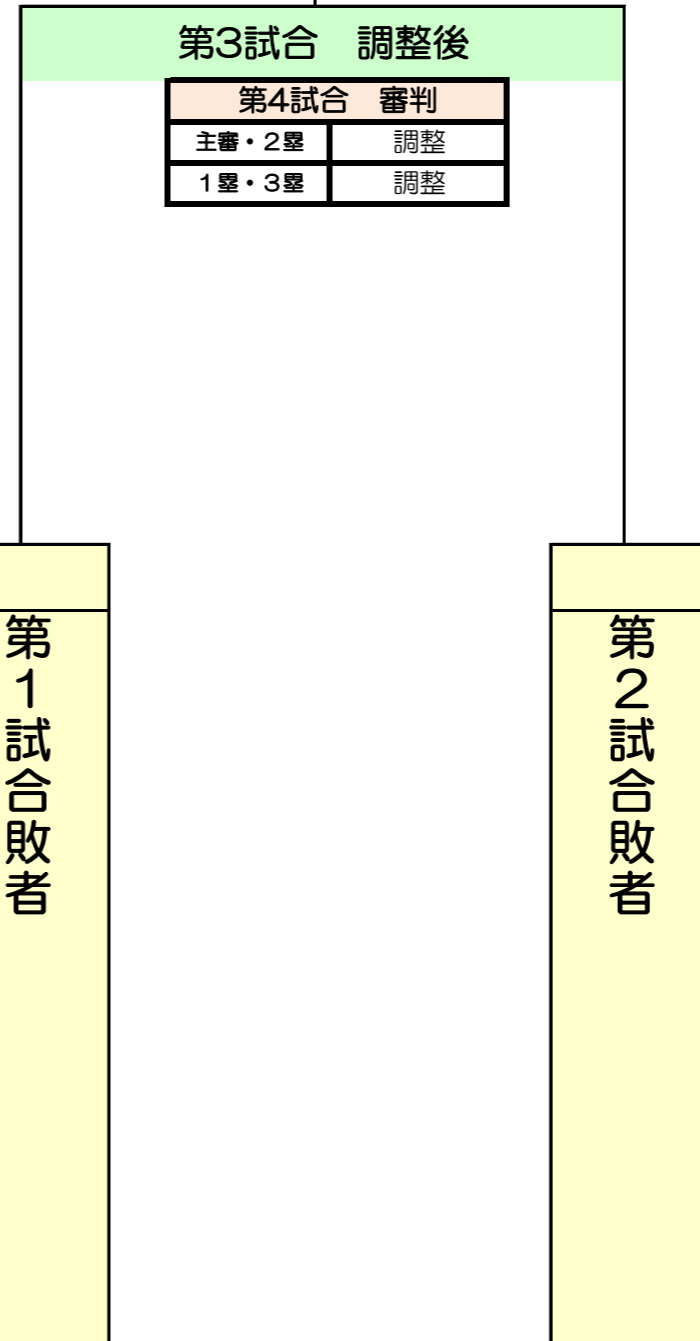 第3試合　調整後
第4試合　審判
主審・２塁　調整
１塁・３塁　調整
第１試合敗者
第２試合敗者